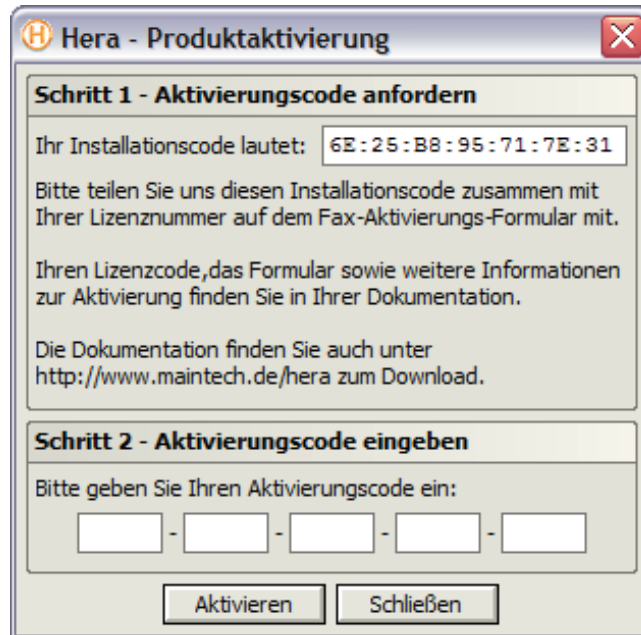 H Hera - Produktaktivierung
Schritt 1 - Aktivierungscode anfordern
Ihr Installationscode lautet: 6E:25:B8:95:71:7E:31
Bitte teilen Sie uns diesen Installationscode zusammen mit
Ihrer Lizenznummer auf dem Fax-Aktivierungs-Formular mit.
Ihren Lizenzcode,das Formular sowie weitere Informationen
zur Aktivierung finden Sie in Ihrer Dokumentation.
Die Dokumentation finden Sie auch unter
http://www.maintech.de/hera zum Download.
Schritt 2 - Aktivierungscode eingeben
Bitte geben Sie Ihren Aktivierungscode ein:
- - - -
Aktivieren Schließen